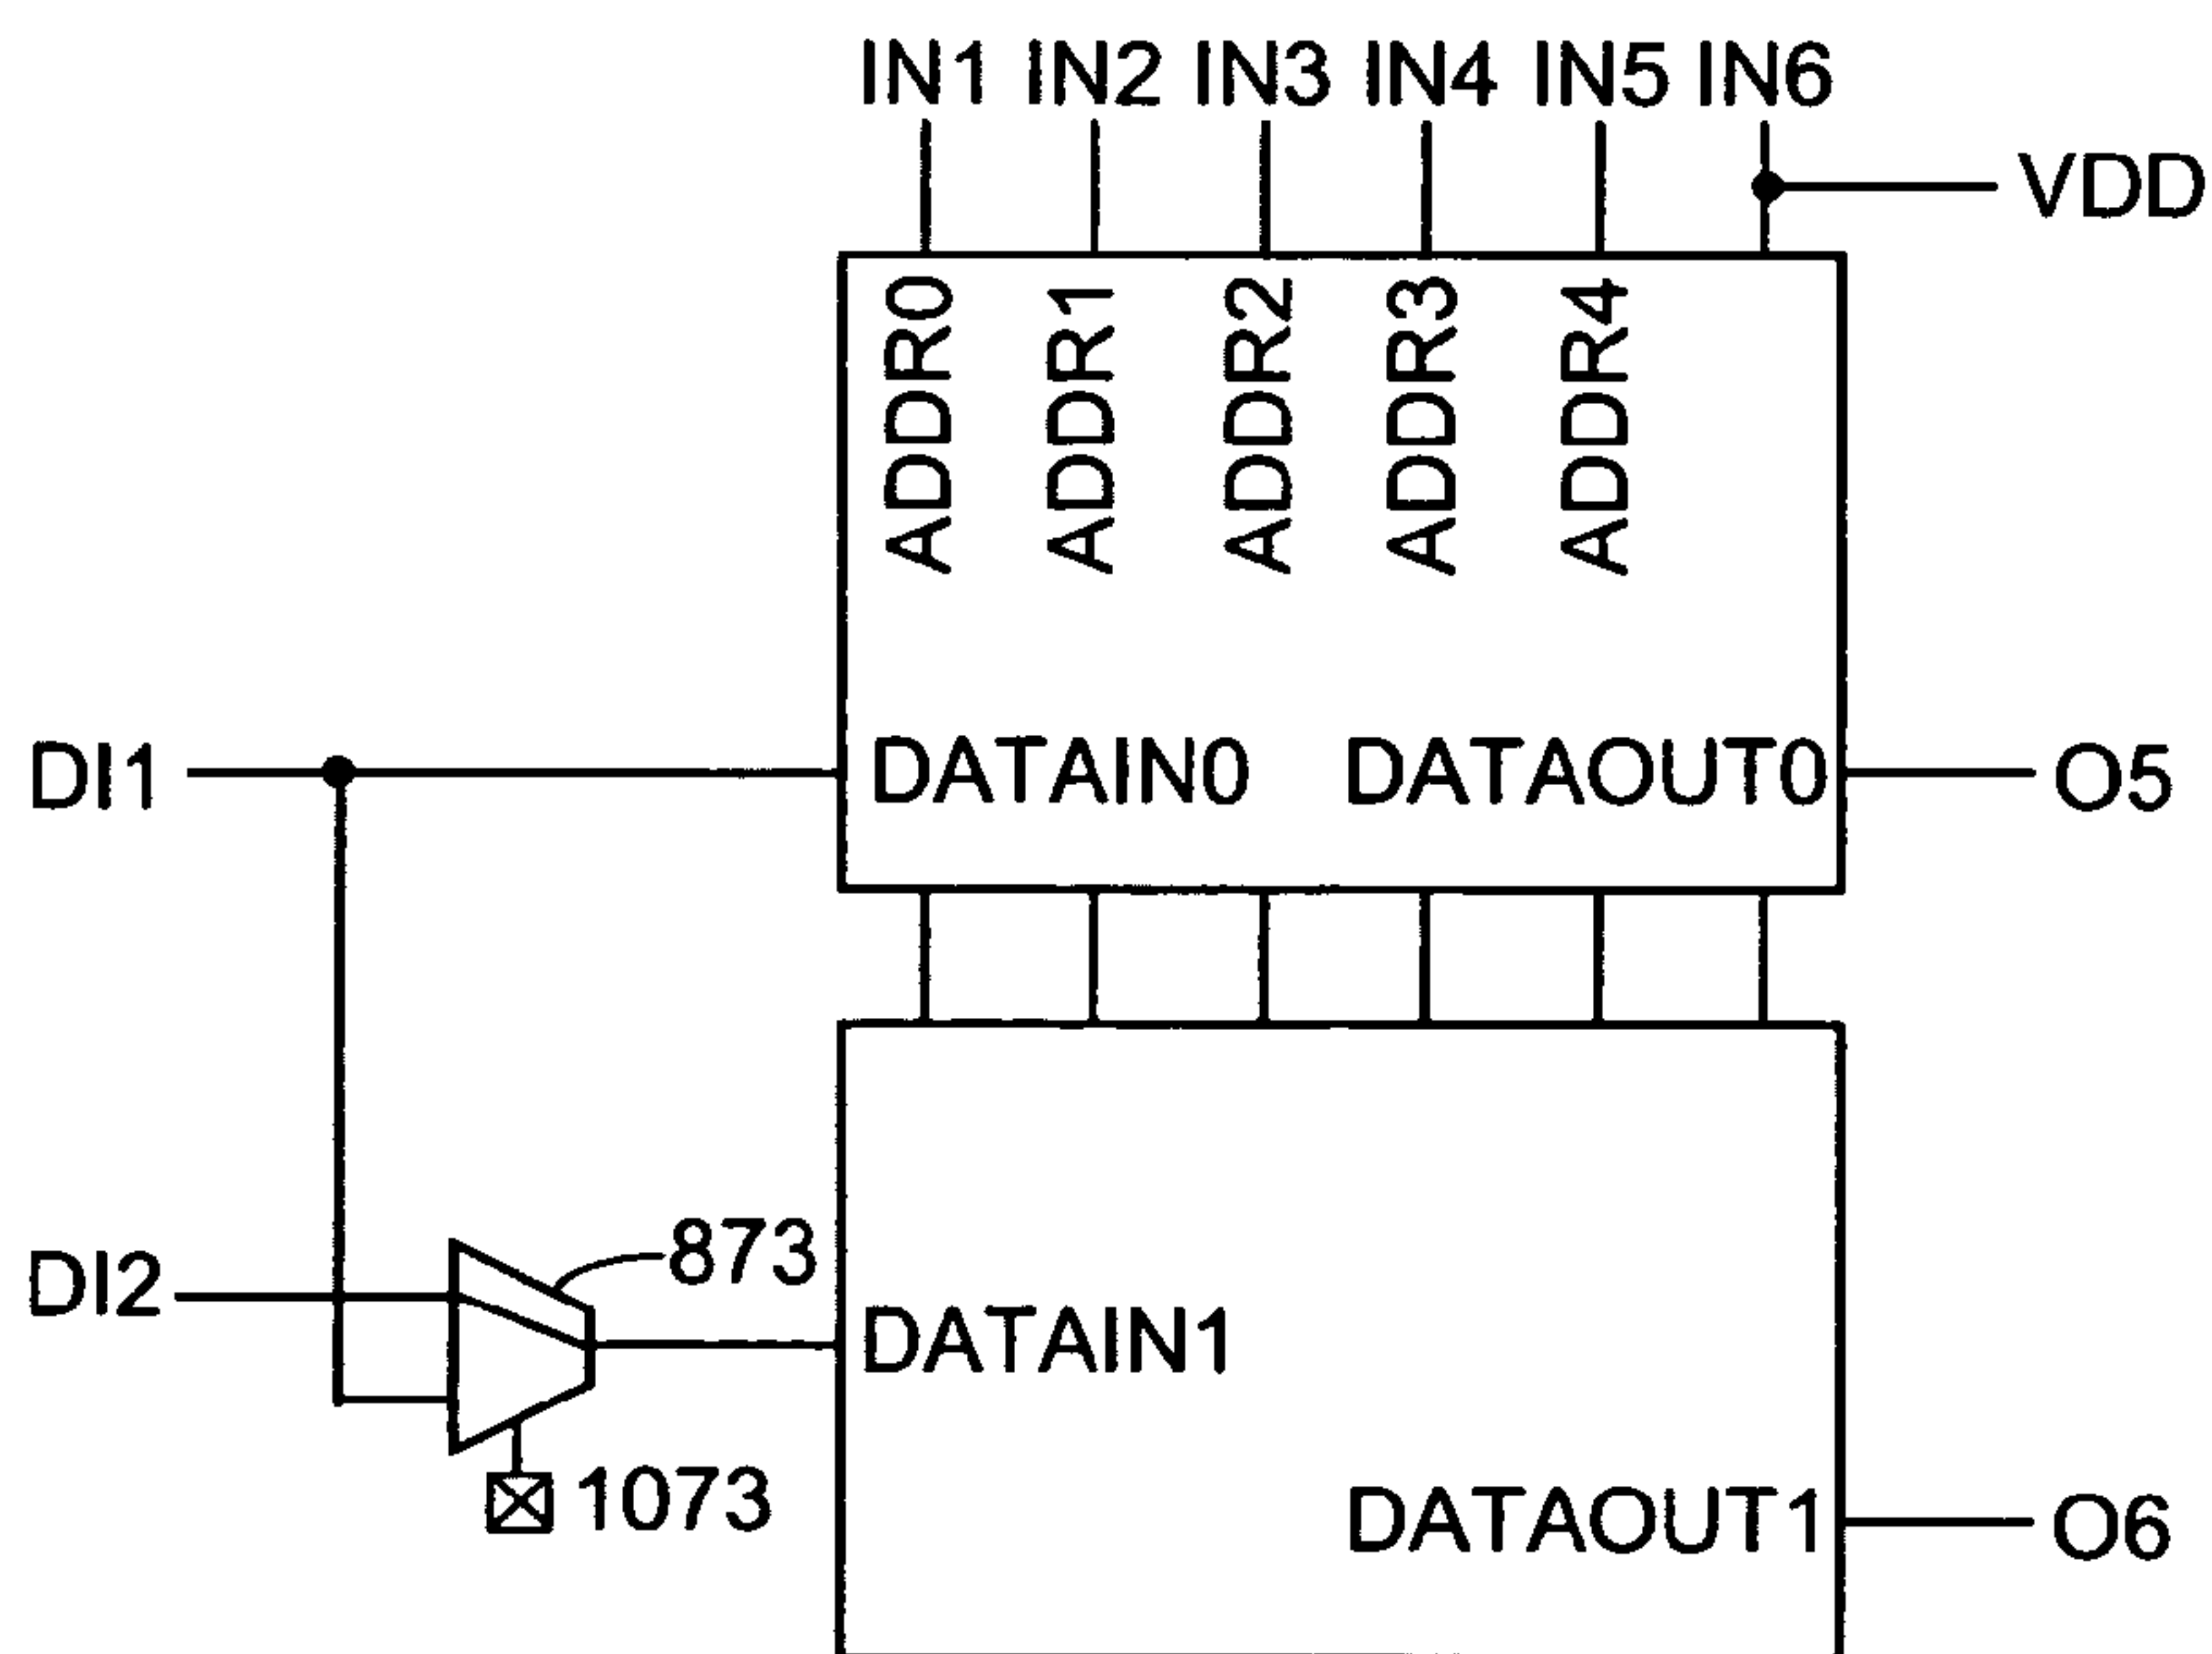 IN1 IN2 IN3 IN4 IN5 IN6
VDD
ADDR0
ADDR1
ADDR2
ADDR3
ADDR4
DI1
DATAIN0
DATAOUT0
O5
873
DI2
DATAIN1
1073
DATAOUT1
O6